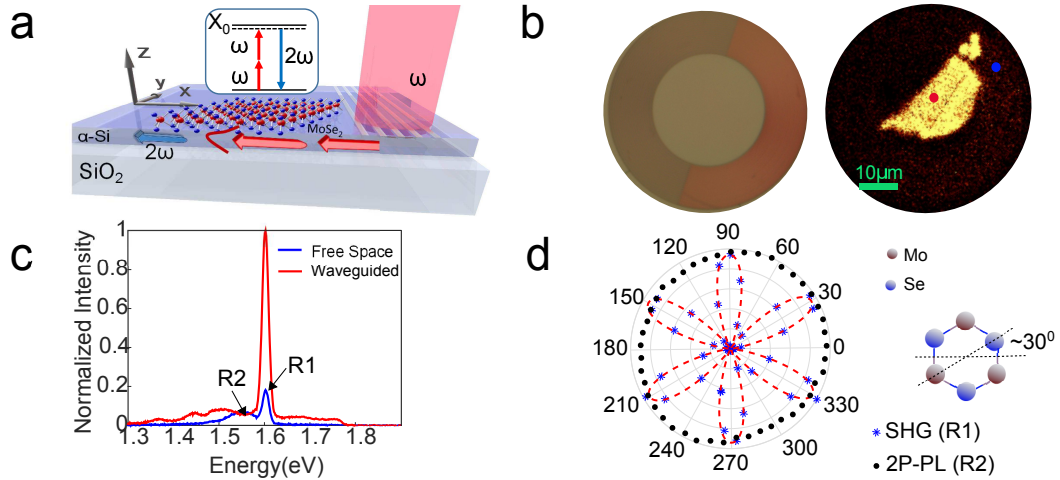 a
X₀
ω
ω
2ω
ω
z
y
x
MoSe₂
α-Si
2ω
SiO₂
b
10μm
c
Normalized Intensity
1
0.8
0.6
0.4
0.2
0
Free Space
Waveguided
R2
R1
1.3 1.4 1.5 1.6 1.7 1.8
Energy(eV)
d
90
120 60
150 30
180 0
210 330
240 300
270
Mo
Se
~30⁰
SHG (R1)
2P-PL (R2)